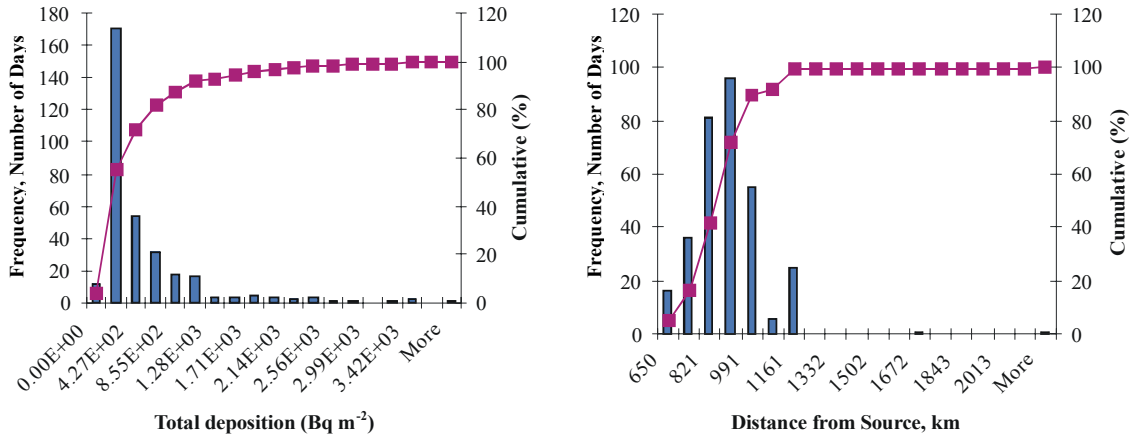 180
160
140
120
100
80
60
40
20
0
Frequency, Number of Days
120
100
80
60
40
20
0
Cumulative (%)
0.00E+00
4.27E+02
8.55E+02
1.28E+03
1.71E+03
2.14E+03
2.56E+03
2.99E+03
3.42E+03
More
Total deposition (Bq m-2)
120
100
80
60
40
20
0
Frequency, Number of Days
120
100
80
60
40
20
0
Cumulative (%)
650
821
991
1161
1332
1502
1672
1843
2013
More
Distance from Source, km